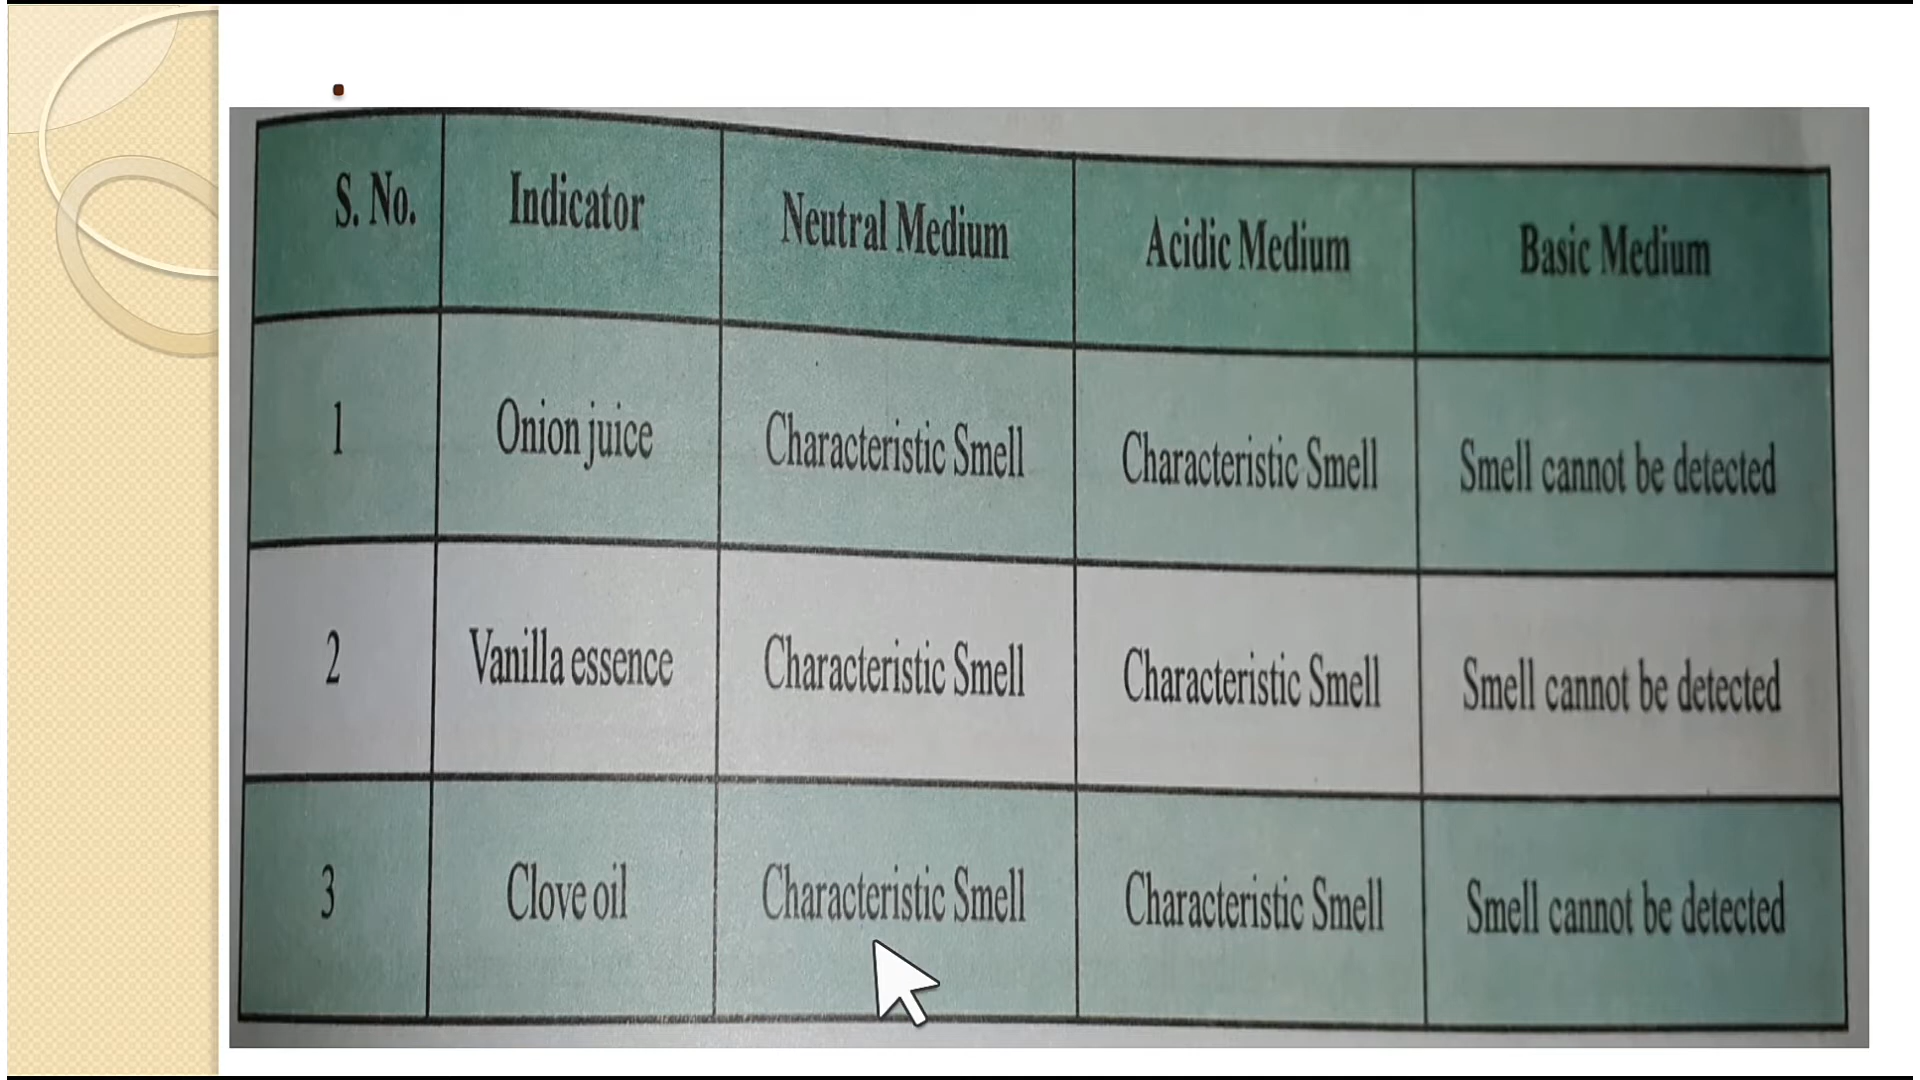 S. No. Indicator Neutral Medium Acidic Medium Basic Medium
1 Onion juice Characteristic Smell Characteristic Smell Smell cannot be detected
2 Vanilla essence Characteristic Smell Characteristic Smell Smell cannot be detected
3 Clove oil Characteristic Smell Characteristic Smell Smell cannot be detected